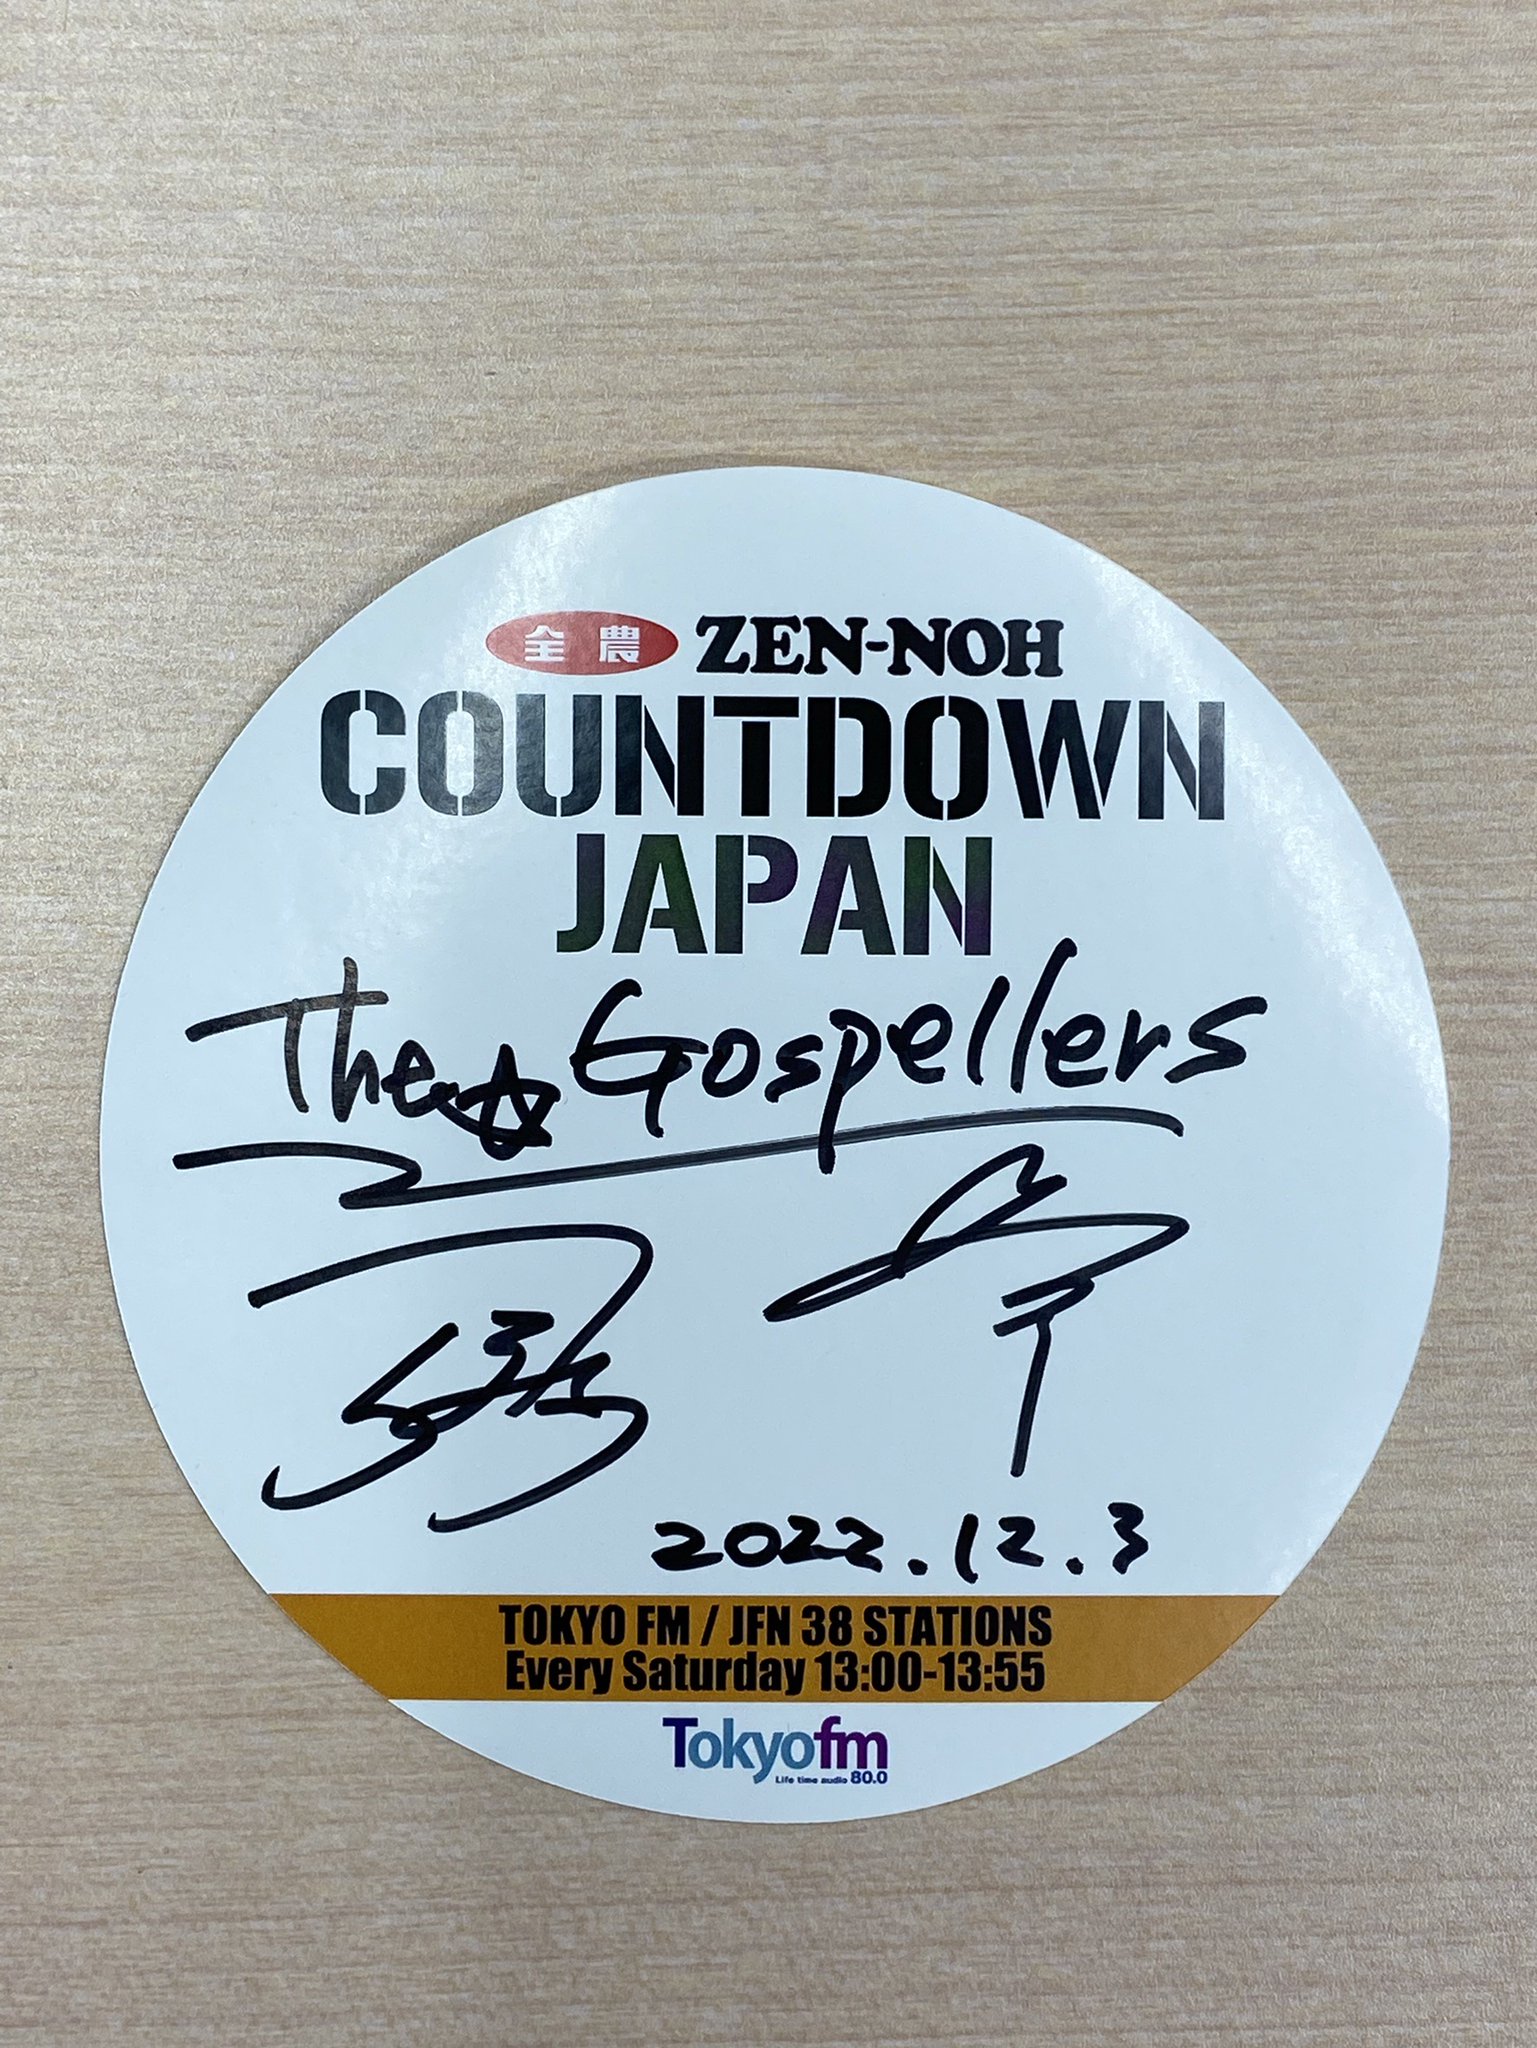 全農 ZEN-NOH
COUNTDOWN
JAPAN
The☆Gospellers
2022.12.3
TOKYO FM / JFN 38 STATIONS
Every Saturday 13:00-13:55
Tokyofm
Life time audio 80.0